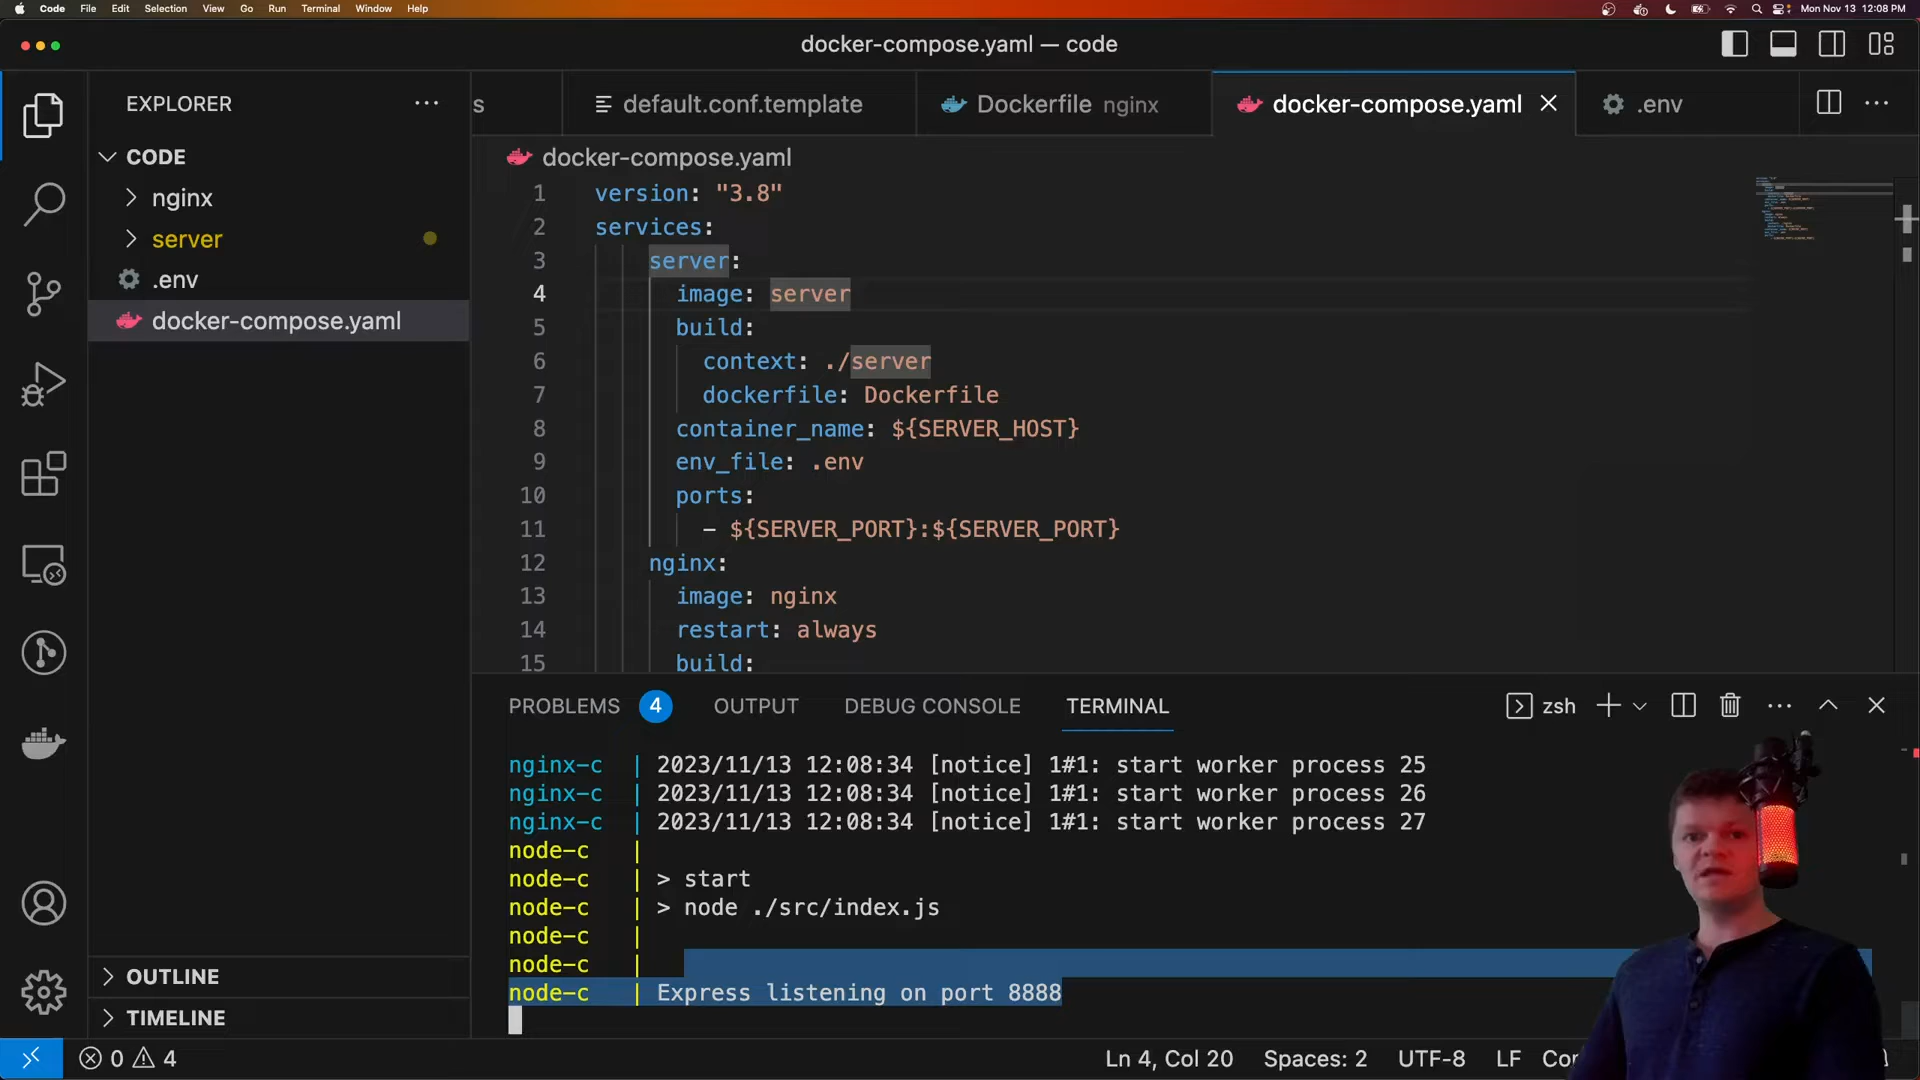 Code File Edit Selection View Go Run Terminal Window Help
Mon Nov 13 12:08 PM
docker-compose.yaml — code
EXPLORER
CODE
nginx
server
.env
docker-compose.yaml
OUTLINE
TIMELINE
s
default.conf.template
Dockerfile nginx
docker-compose.yaml
.env
docker-compose.yaml
1 version: "3.8"
2 services:
3 server:
4 image: server
5 build:
6 context: ./server
7 dockerfile: Dockerfile
8 container_name: ${SERVER_HOST}
9 env_file: .env
10 ports:
11 - ${SERVER_PORT}:${SERVER_PORT}
12 nginx:
13 image: nginx
14 restart: always
15 build:
PROBLEMS 4 OUTPUT DEBUG CONSOLE TERMINAL
zsh
nginx-c | 2023/11/13 12:08:34 [notice] 1#1: start worker process 25
nginx-c | 2023/11/13 12:08:34 [notice] 1#1: start worker process 26
nginx-c | 2023/11/13 12:08:34 [notice] 1#1: start worker process 27
node-c |
node-c | > start
node-c | > node ./src/index.js
node-c |
node-c |
node-c | Express listening on port 8888
0 4
Ln 4, Col 20 Spaces: 2 UTF-8 LF